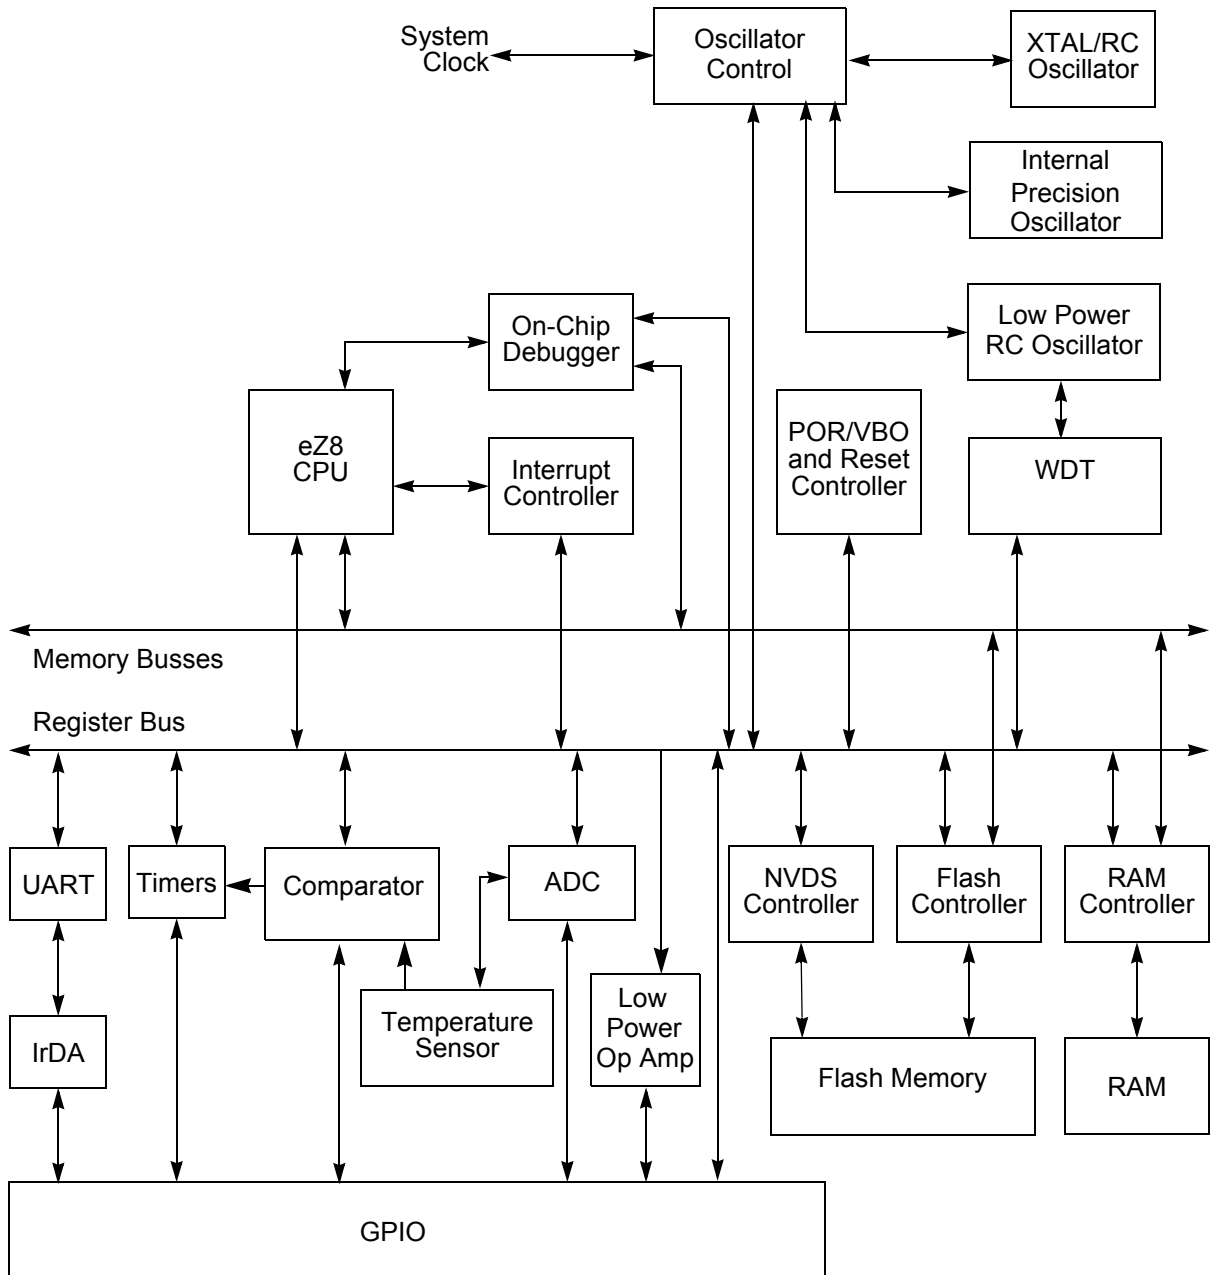 System
Clock
Oscillator
Control
XTAL/RC
Oscillator
Internal
Precision
Oscillator
On-Chip
Debugger
Low Power
RC Oscillator
eZ8
CPU
Interrupt
Controller
POR/VBO
and Reset
Controller
WDT
Memory Busses
Register Bus
UART
Timers
Comparator
ADC
NVDS
Controller
Flash
Controller
RAM
Controller
IrDA
Temperature
Sensor
Low
Power
Op Amp
Flash Memory
RAM
GPIO